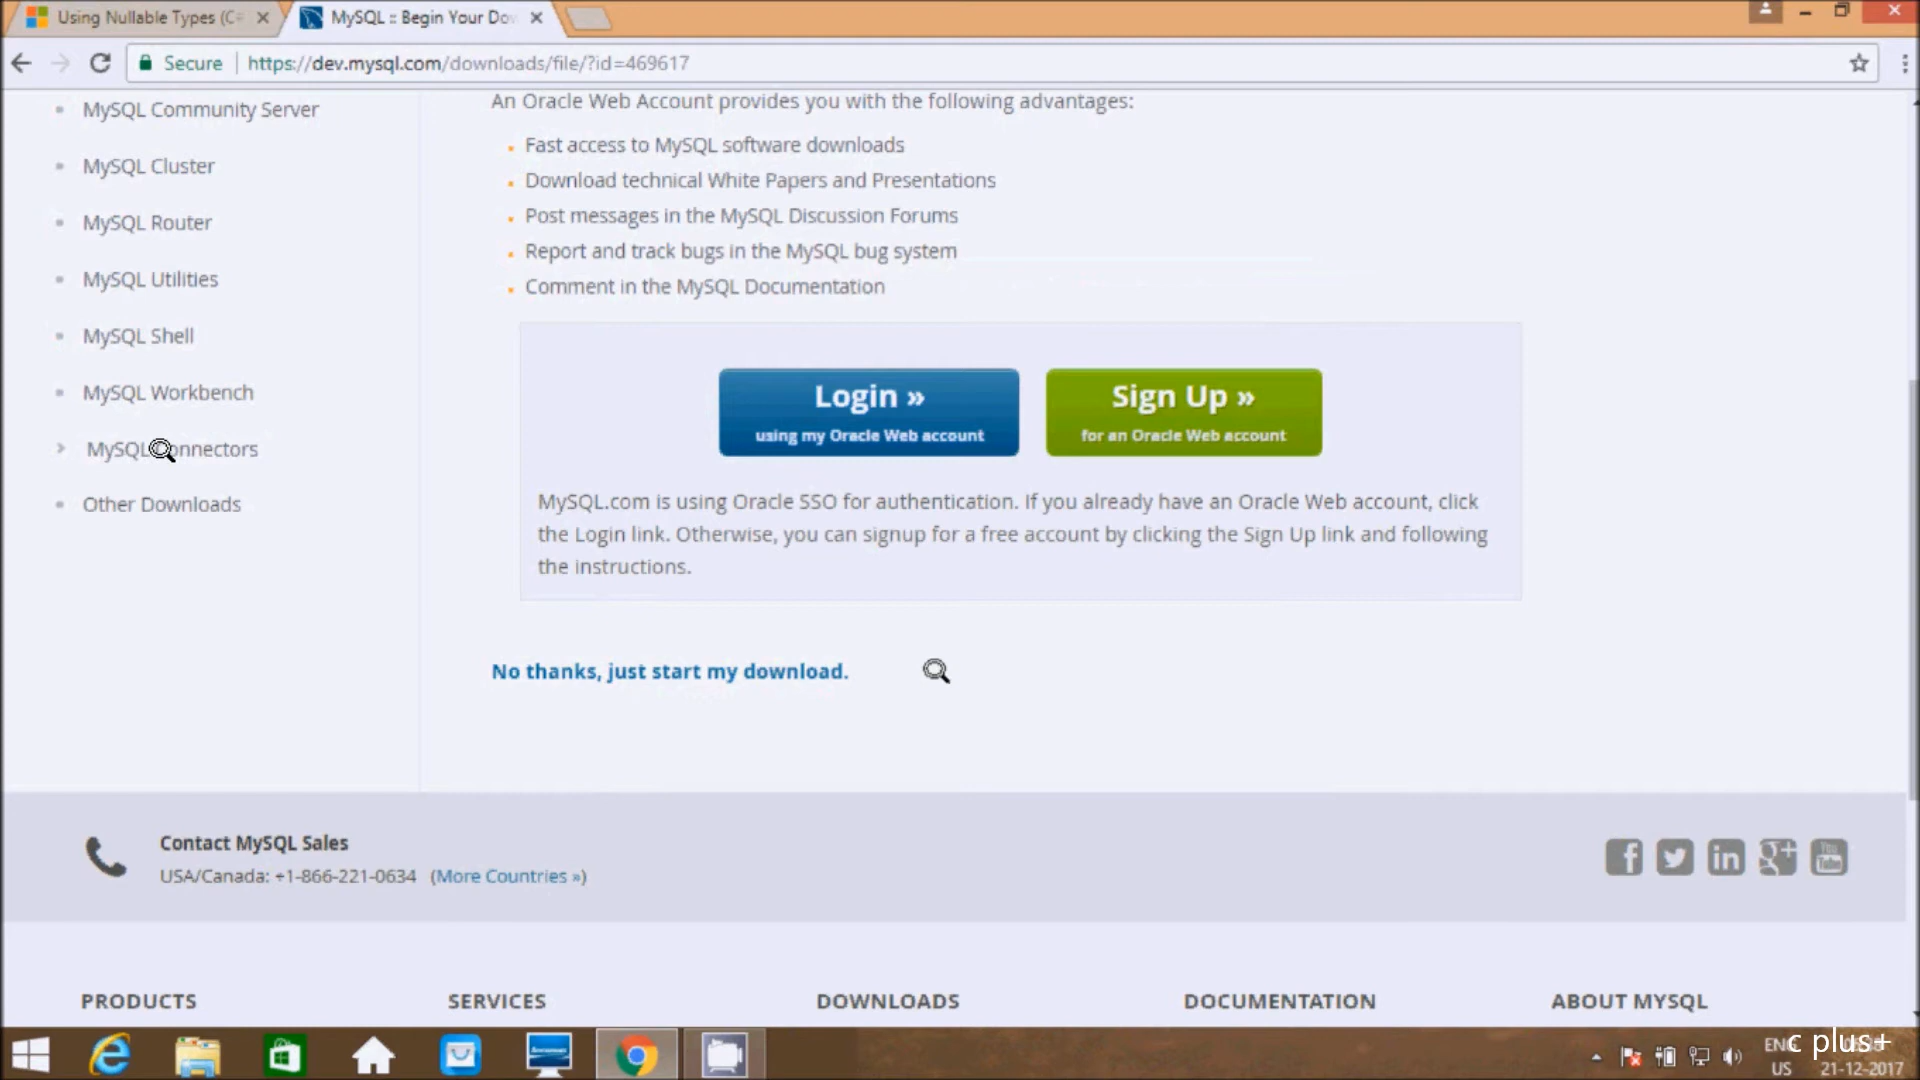 Using Nullable Types (C#
MySQL :: Begin Your Do
Secure
https://dev.mysql.com/downloads/file/?id=469617
MySQL Community Server
MySQL Cluster
MySQL Router
MySQL Utilities
MySQL Shell
MySQL Workbench
MySQL Connectors
Other Downloads
An Oracle Web Account provides you with the following advantages:
Fast access to MySQL software downloads
Download technical White Papers and Presentations
Post messages in the MySQL Discussion Forums
Report and track bugs in the MySQL bug system
Comment in the MySQL Documentation
Login »
using my Oracle Web account
Sign Up »
for an Oracle Web account
MySQL.com is using Oracle SSO for authentication. If you already have an Oracle Web account, click
the Login link. Otherwise, you can signup for a free account by clicking the Sign Up link and following
the instructions.
No thanks, just start my download.
Contact MySQL Sales
USA/Canada: +1-866-221-0634 (More Countries »)
PRODUCTS
SERVICES
DOWNLOADS
DOCUMENTATION
ABOUT MYSQL
ENG
US
c plus+
21-12-2017